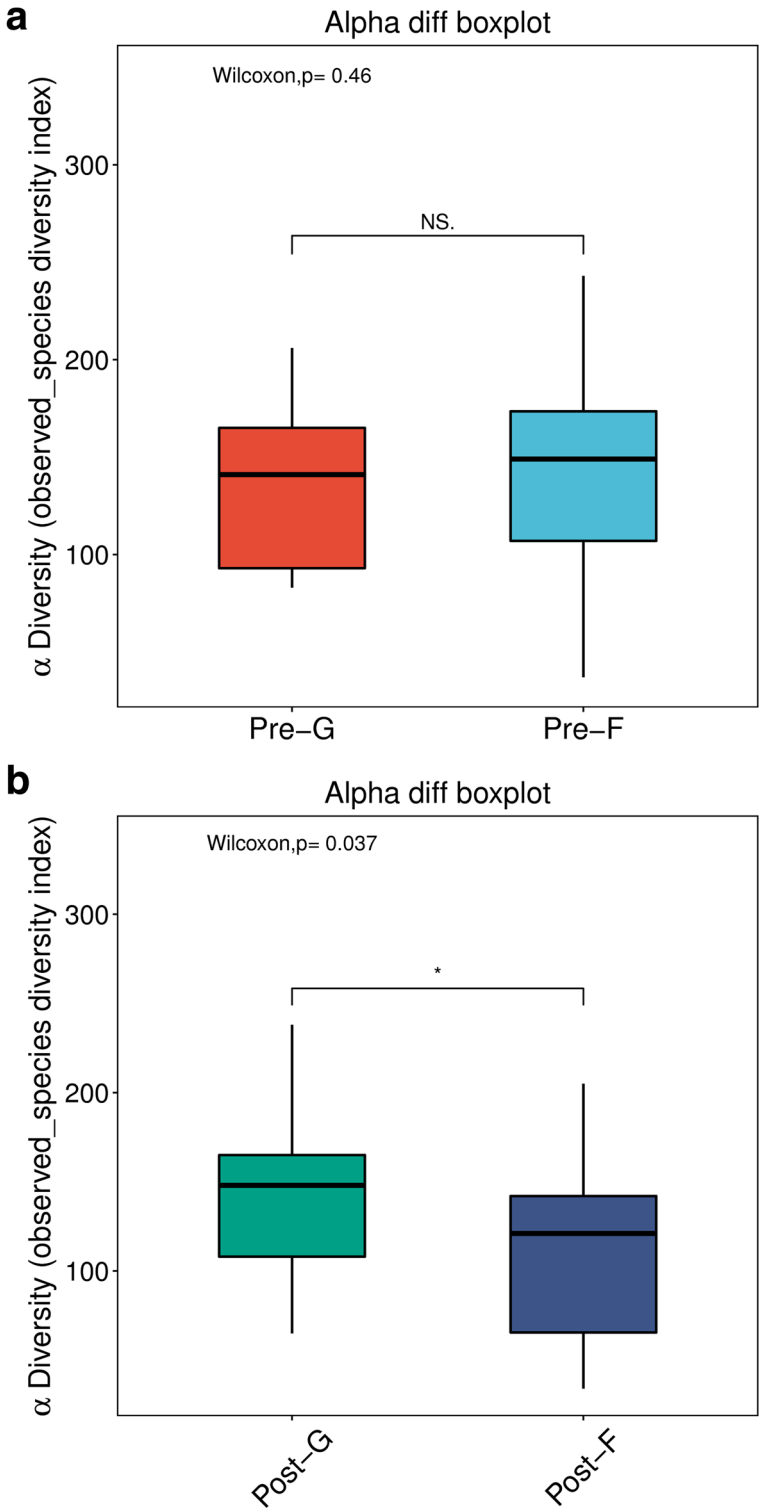 a
Alpha diff boxplot
Wilcoxon,p= 0.46
α Diversity (observed_species diversity index)
300
200
100
NS.
Pre−G
Pre−F
b
Alpha diff boxplot
Wilcoxon,p= 0.037
α Diversity (observed_species diversity index)
300
200
100
*
Post−G
Post−F